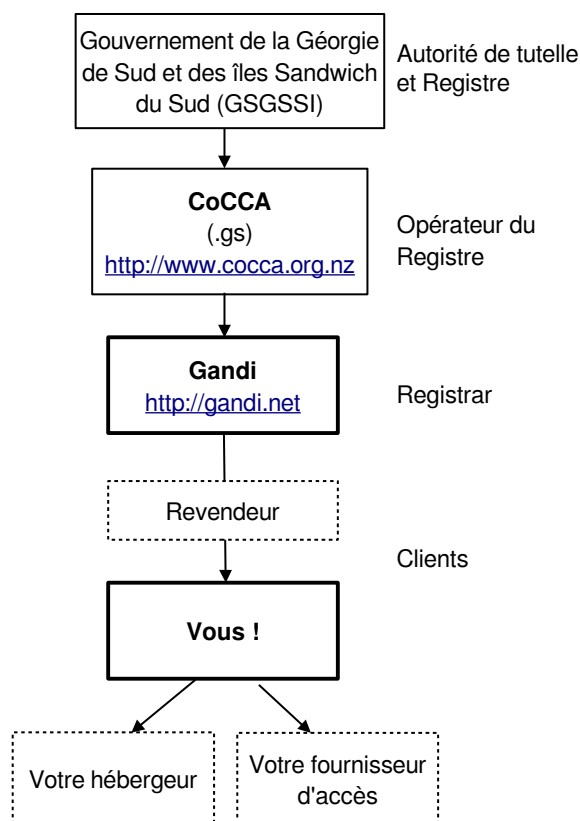 Gouvernement de la Géorgie
de Sud et des îles Sandwich
du Sud (GSGSSI)
Autorité de tutelle
et Registre
CoCCA
(.gs)
http://www.cocca.org.nz
Opérateur du
Registre
Gandi
http://gandi.net
Registrar
Revendeur
Clients
Vous !
Votre hébergeur
Votre fournisseur
d'accès